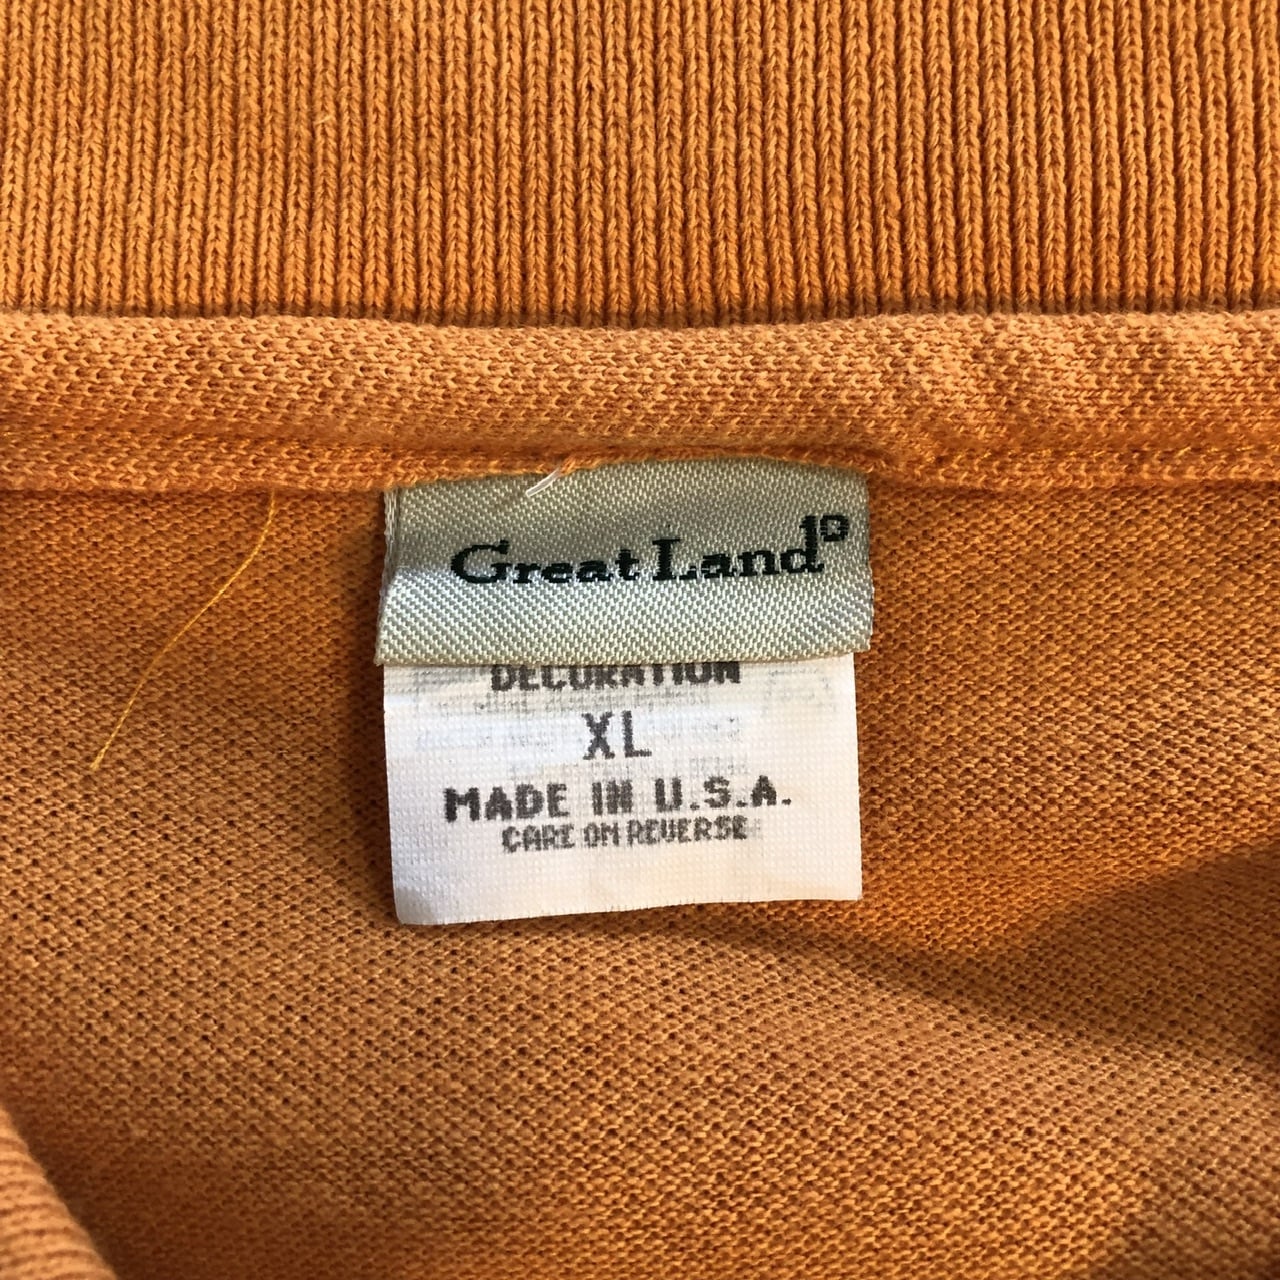 Great Land
DECORATION
XL
MADE IN U.S.A.
CARE ON REVERSE